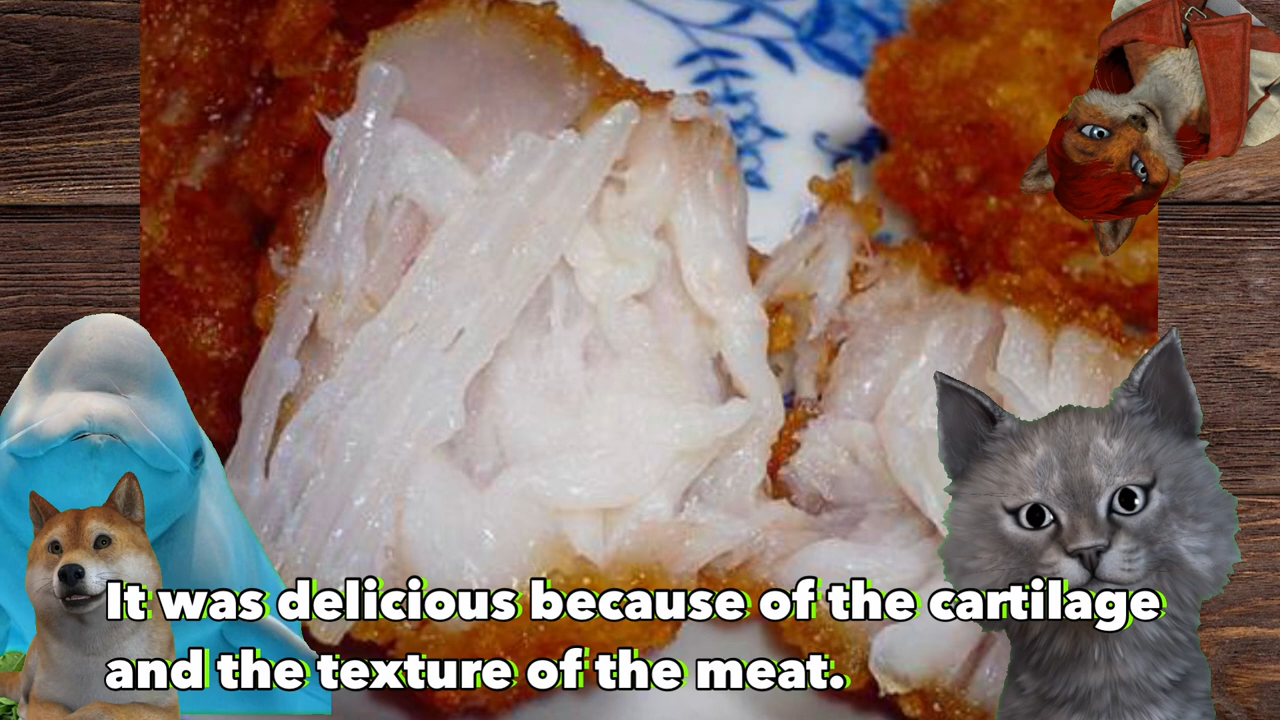 It was delicious because of the cartilage
and the texture of the meat.